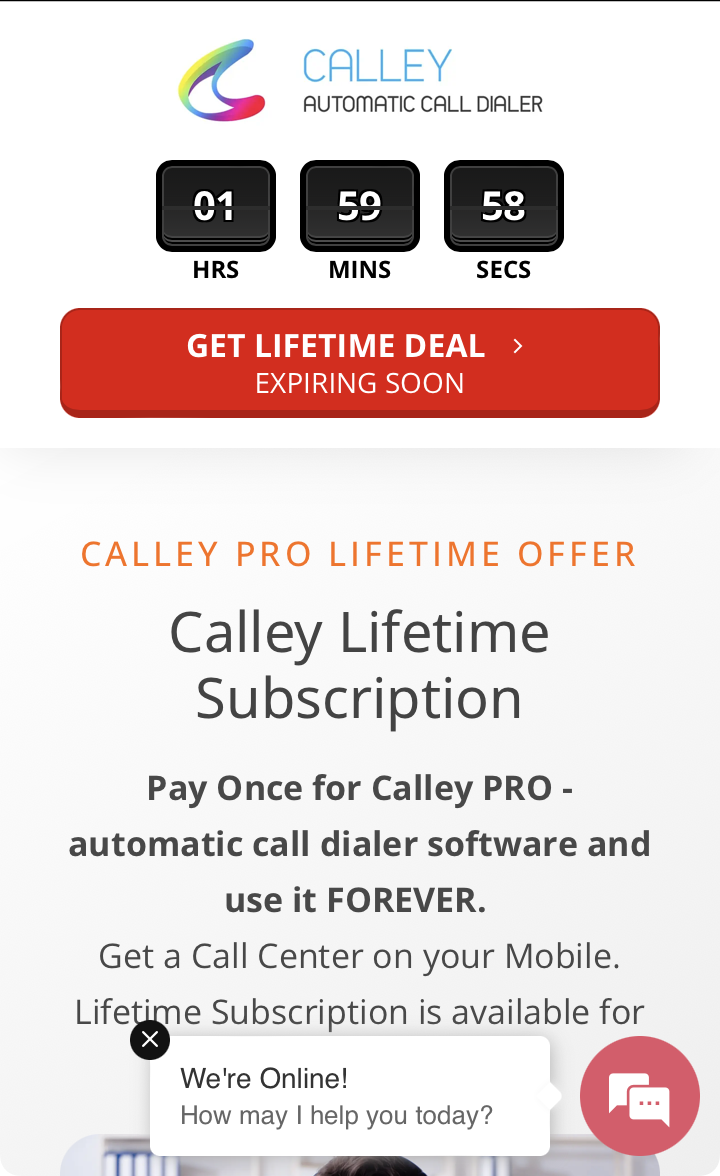 CALLEY
AUTOMATIC CALL DIALER
01 59 58
HRS MINS SECS
GET LIFETIME DEAL
EXPIRING SOON
CALLEY PRO LIFETIME OFFER
Calley Lifetime
Subscription
Pay Once for Calley PRO -
automatic call dialer software and
use it FOREVER.
Get a Call Center on your Mobile.
Lifetime Subscription is available for
We're Online!
How may I help you today?